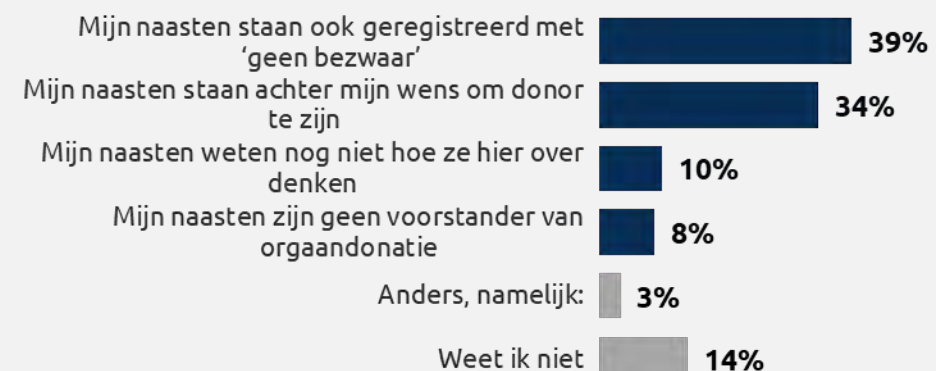 Mijn naasten staan ook geregistreerd met
‘geen bezwaar’
39%
Mijn naasten staan achter mijn wens om donor
te zijn
34%
Mijn naasten weten nog niet hoe ze hier over
denken
10%
Mijn naasten zijn geen voorstander van
orgaandonatie
8%
Anders, namelijk:
3%
Weet ik niet
14%